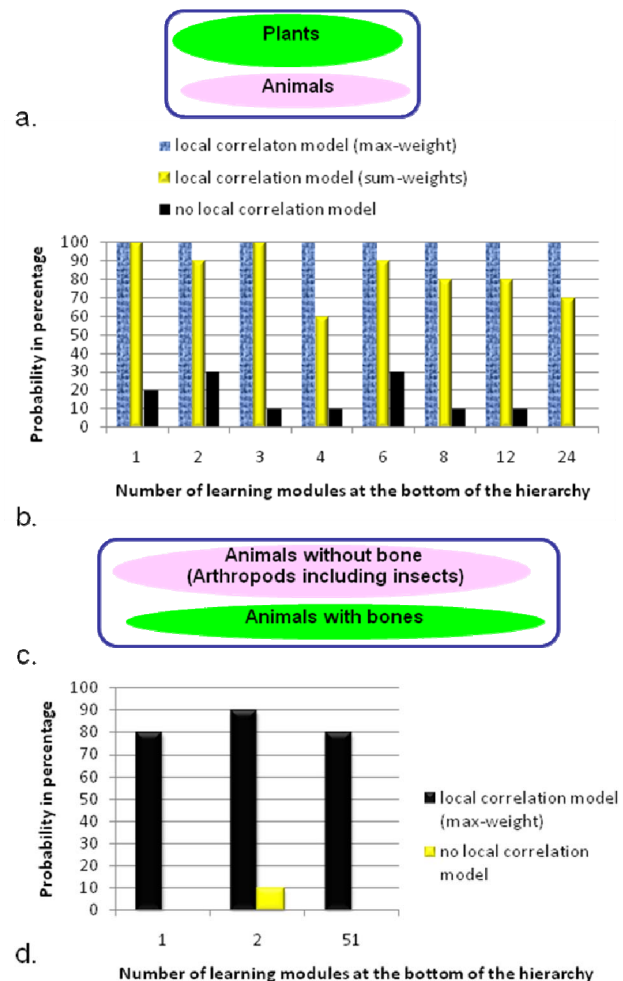 Plants
Animals
a.
local correlaton model (max-weight)
local correlation model (sum-weights)
no local correlation model
Probability in percentage
100
90
80
70
60
50
40
30
20
10
0
1 2 3 4 6 8 12 24
Number of learning modules at the bottom of the hierarchy
b.
Animals without bone
(Arthropods including insects)
Animals with bones
c.
Probability in percentage
100
90
80
70
60
50
40
30
20
10
0
1 2 51
local correlation model
(max-weight)
no local correlation
model
d.
Number of learning modules at the bottom of the hierarchy